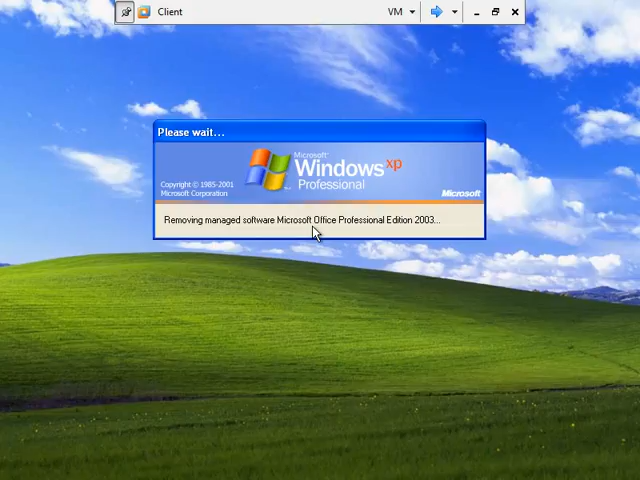 Client
VM
Please wait...
Microsoft
Windows xp
Professional
Copyright © 1985-2001
Microsoft Corporation
Microsoft
Removing managed software Microsoft Office Professional Edition 2003...